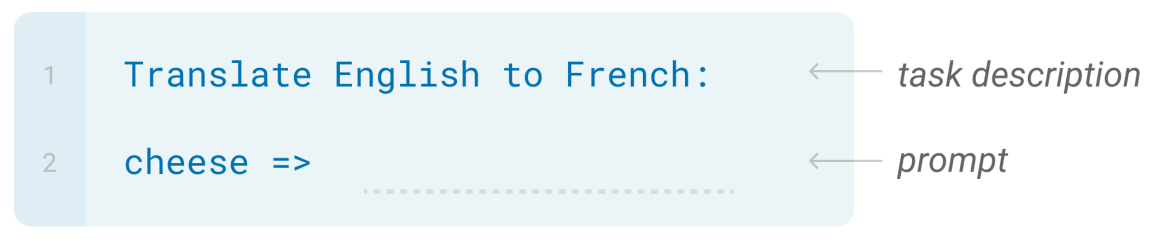 1 Translate English to French: task description
2 cheese => prompt